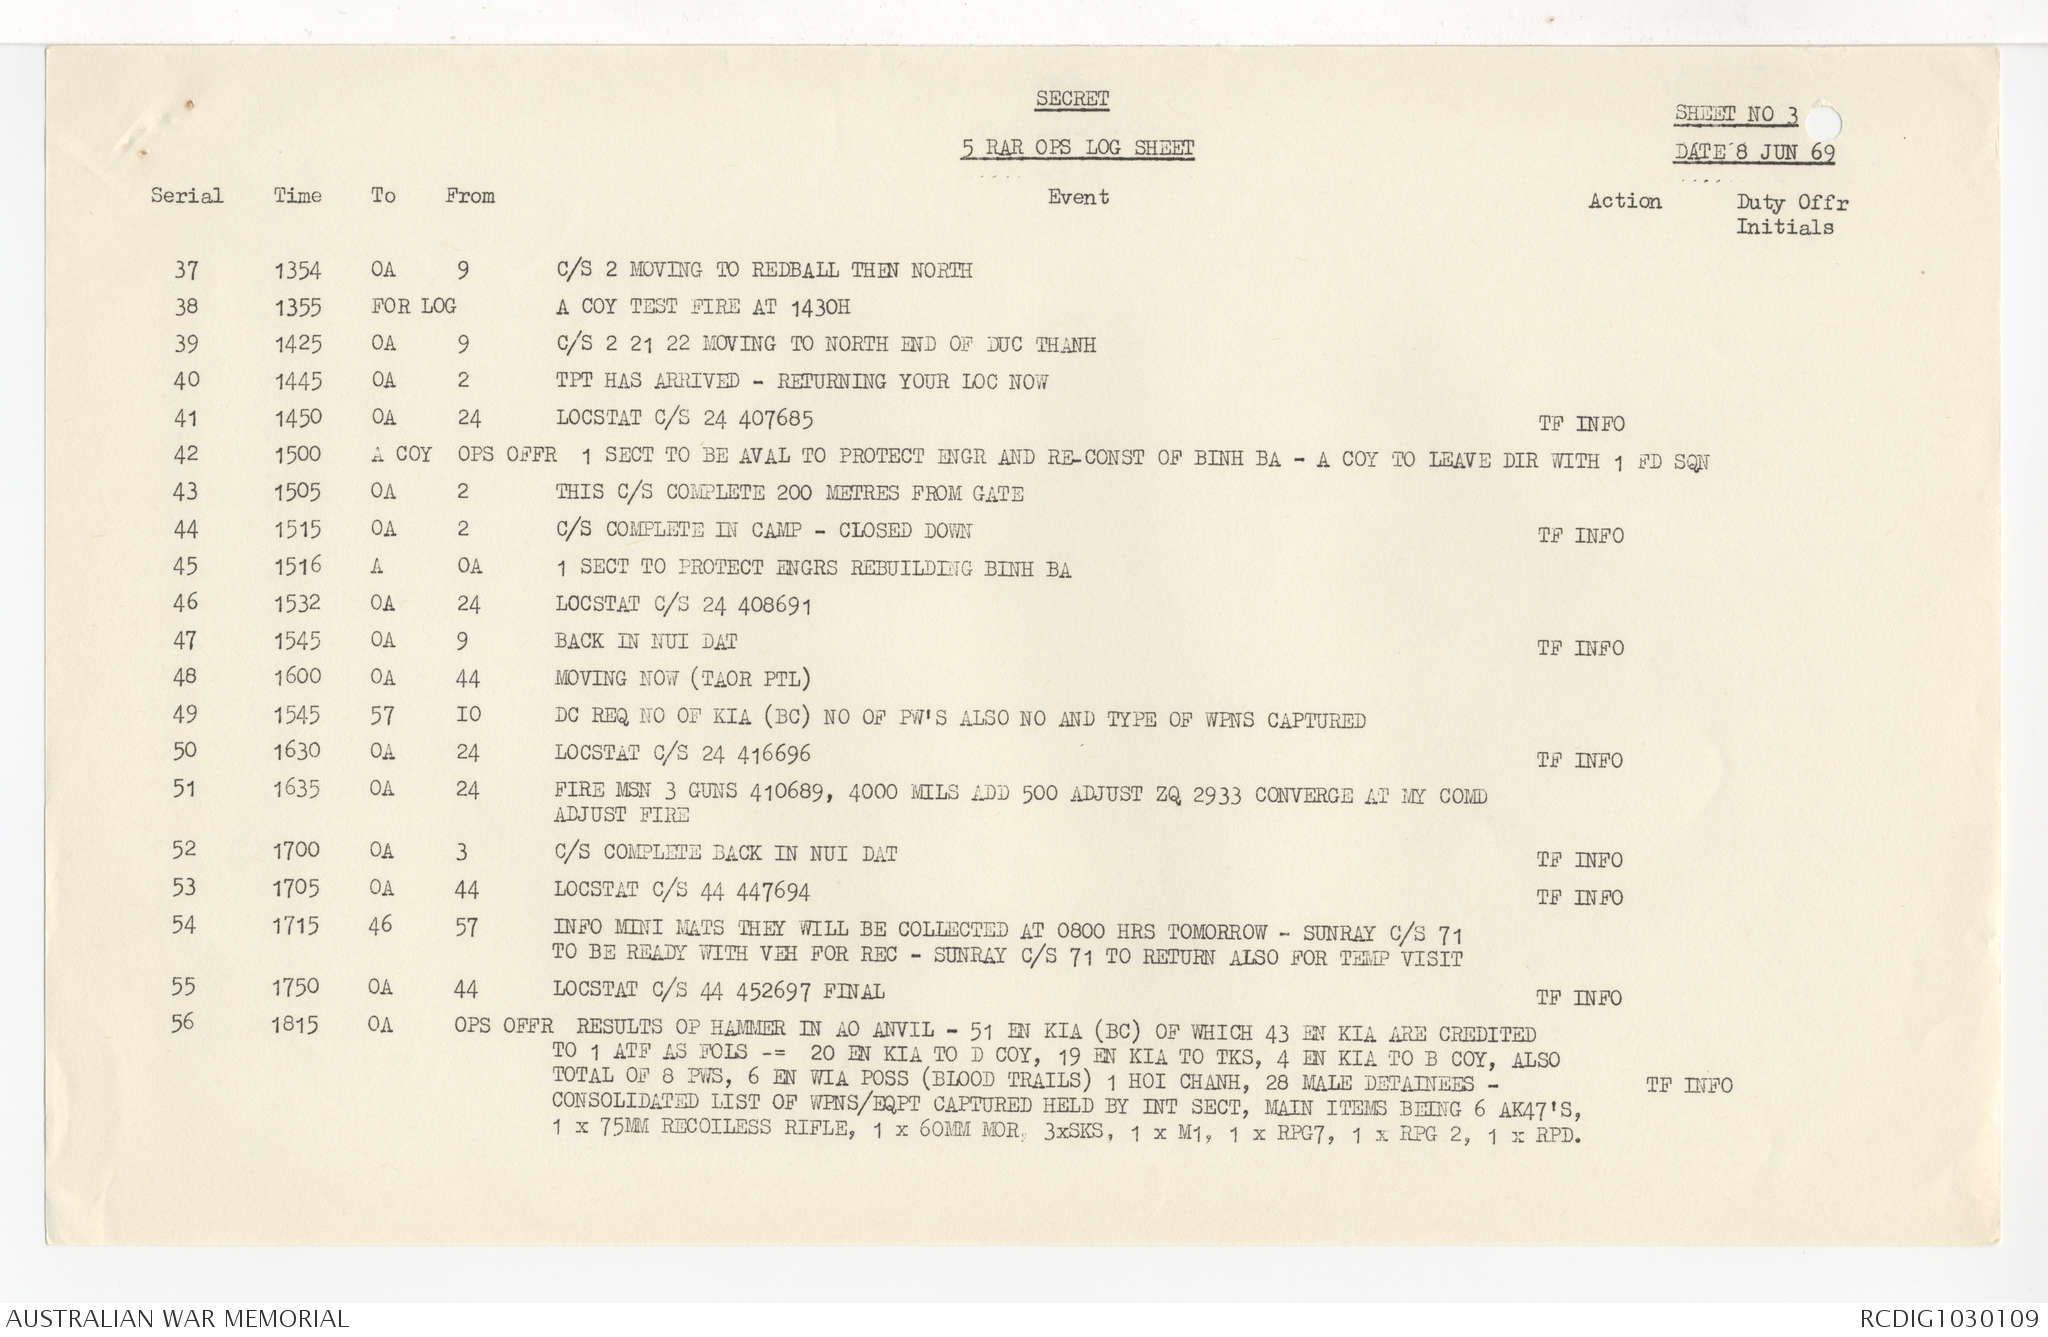 SECRET
5 RAR OPS LOG SHEET
SHEET NO 3
DATE 8 JUN 69
Serial Time To From Event Action Duty Offr
Initials
37 1354 OA 9 C/S 2 MOVING TO REDBALL THEN NORTH
38 1355 FOR LOG A COY TEST FIRE AT 1430H
39 1425 OA 9 C/S 2 21 22 MOVING TO NORTH END OF DUC THANH
40 1445 OA 2 TPT HAS ARRIVED - RETURNING YOUR LOC NOW
41 1450 OA 24 LOCSTAT C/S 24 407685 TF INFO
42 1500 A COY OPS OFFR 1 SECT TO BE AVAL TO PROTECT ENGR AND RE-CONST OF BINH BA - A COY TO LEAVE DIR WITH 1 FD SQN
43 1505 OA 2 THIS C/S COMPLETE 200 METRES FROM GATE
44 1515 OA 2 C/S COMPLETE IN CAMP - CLOSED DOWN TF INFO
45 1516 A OA 1 SECT TO PROTECT ENGRS REBUILDING BINH BA
46 1532 OA 24 LOCSTAT C/S 24 408691
47 1545 OA 9 BACK IN NUI DAT TF INFO
48 1600 OA 44 MOVING NOW (TAOR PTL)
49 1545 57 IO DC REQ NO OF KIA (BC) NO OF PW'S ALSO NO AND TYPE OF WPNS CAPTURED
50 1630 OA 24 LOCSTAT C/S 24 416696 TF INFO
51 1635 OA 24 FIRE MSN 3 GUNS 410689, 4000 MILS ADD 500 ADJUST ZQ 2933 CONVERGE AT MY COMD
ADJUST FIRE
52 1700 OA 3 C/S COMPLETE BACK IN NUI DAT TF INFO
53 1705 OA 44 LOCSTAT C/S 44 447694 TF INFO
54 1715 46 57 INFO MINI MATS THEY WILL BE COLLECTED AT 0800 HRS TOMORROW - SUNRAY C/S 71
TO BE READY WITH VEH FOR REC - SUNRAY C/S 71 TO RETURN ALSO FOR TEMP VISIT
55 1750 OA 44 LOCSTAT C/S 44 452697 FINAL TF INFO
56 1815 OA OPS OFFR RESULTS OP HAMMER IN AO ANVIL - 51 EN KIA (BC) OF WHICH 43 EN KIA ARE CREDITED
TO 1 ATF AS FOLS -= 20 EN KIA TO D COY, 19 EN KIA TO TKS, 4 EN KIA TO B COY, ALSO
TOTAL OF 8 PWS, 6 EN WIA POSS (BLOOD TRAILS) 1 HOI CHANH, 28 MALE DETAINEES - TF INFO
CONSOLIDATED LIST OF WPNS/EQPT CAPTURED HELD BY INT SECT, MAIN ITEMS BEING 6 AK47'S,
1 x 75MM RECOILESS RIFLE, 1 x 60MM MOR, 3xSKS, 1 x M1, 1 x RPG7, 1 x RPG 2, 1 x RPD.
AUSTRALIAN WAR MEMORIAL
RCDIG1030109